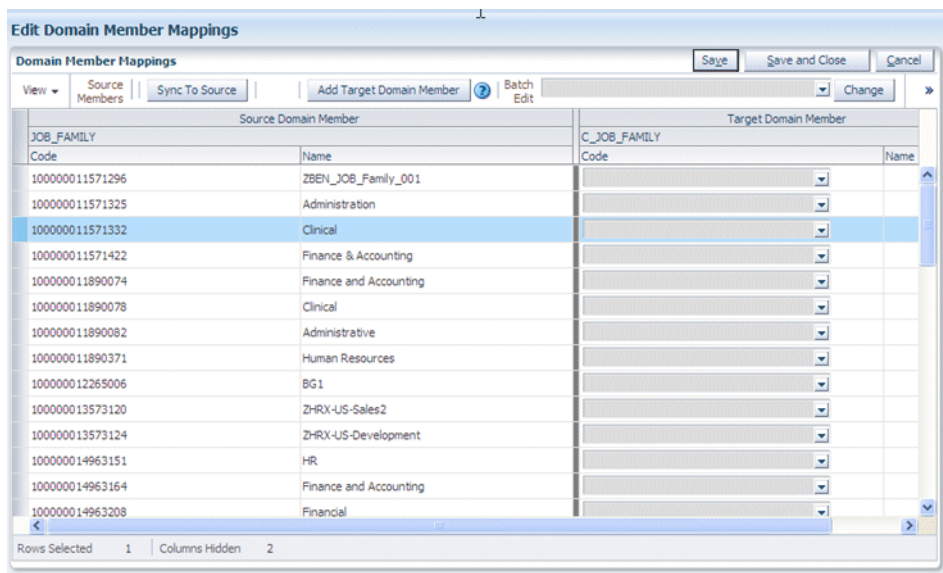 Edit Domain Member Mappings
Domain Member Mappings Save Save and Close Cancel
View Source Members Sync To Source Add Target Domain Member ? Batch Edit Change »
Source Domain Member Target Domain Member
JOB_FAMILY C_JOB_FAMILY
Code Name Code Name
100000011571296 ZBEN_JOB_Family_001
100000011571325 Administration
100000011571332 Clinical
100000011571422 Finance & Accounting
100000011890074 Finance and Accounting
100000011890078 Clinical
100000011890082 Administrative
100000011890371 Human Resources
100000012265006 BG1
100000013573120 ZHRX-US-Sales2
100000013573124 ZHRX-US-Development
100000014963151 HR
100000014963164 Finance and Accounting
100000014963208 Financial
Rows Selected 1 Columns Hidden 2